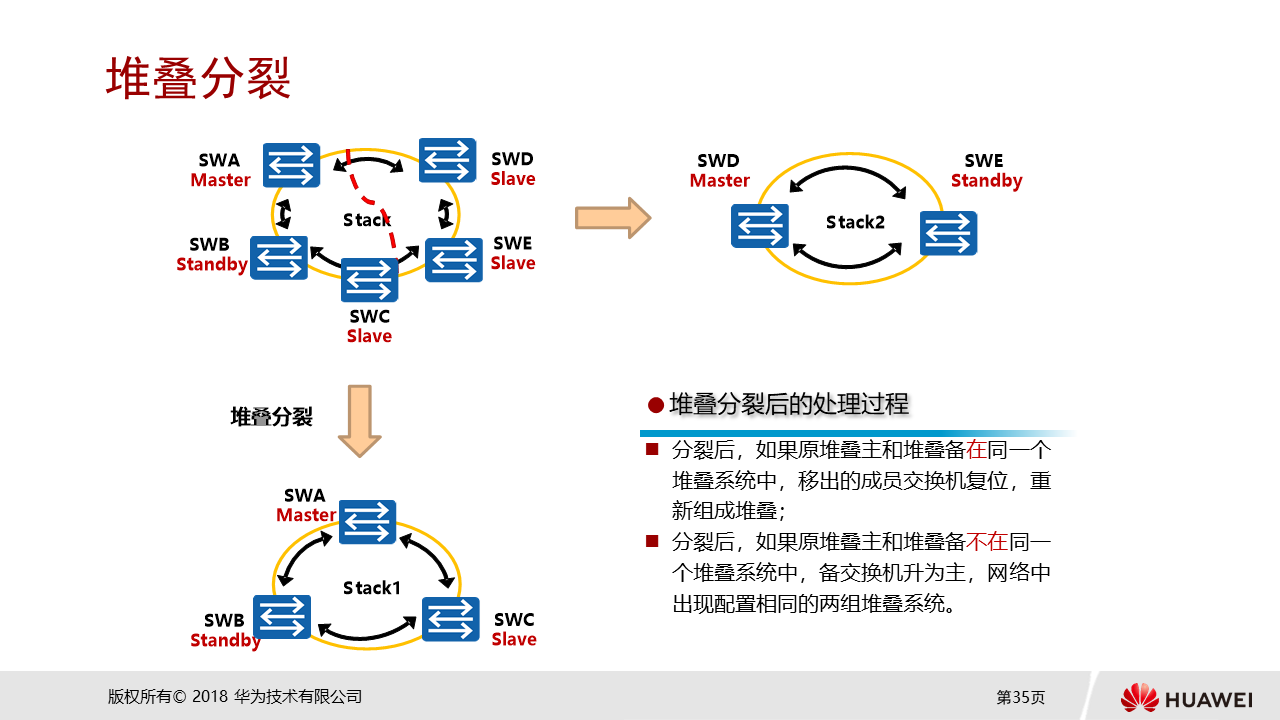 堆叠分裂
SWA
Master
SWD
Slave
Stack
SWB
Standby
SWE
Slave
SWC
Slave
SWD
Master
SWE
Standby
Stack2
堆叠分裂
SWA
Master
Stack1
SWB
Standby
SWC
Slave
堆叠分裂后的处理过程
分裂后，如果原堆叠主和堆叠备在同一个
堆叠系统中，移出的成员交换机复位，重
新组成堆叠；
分裂后，如果原堆叠主和堆叠备不在同一
个堆叠系统中，备交换机升为主，网络中
出现配置相同的两组堆叠系统。
版权所有© 2018 华为技术有限公司
第35页
HUAWEI